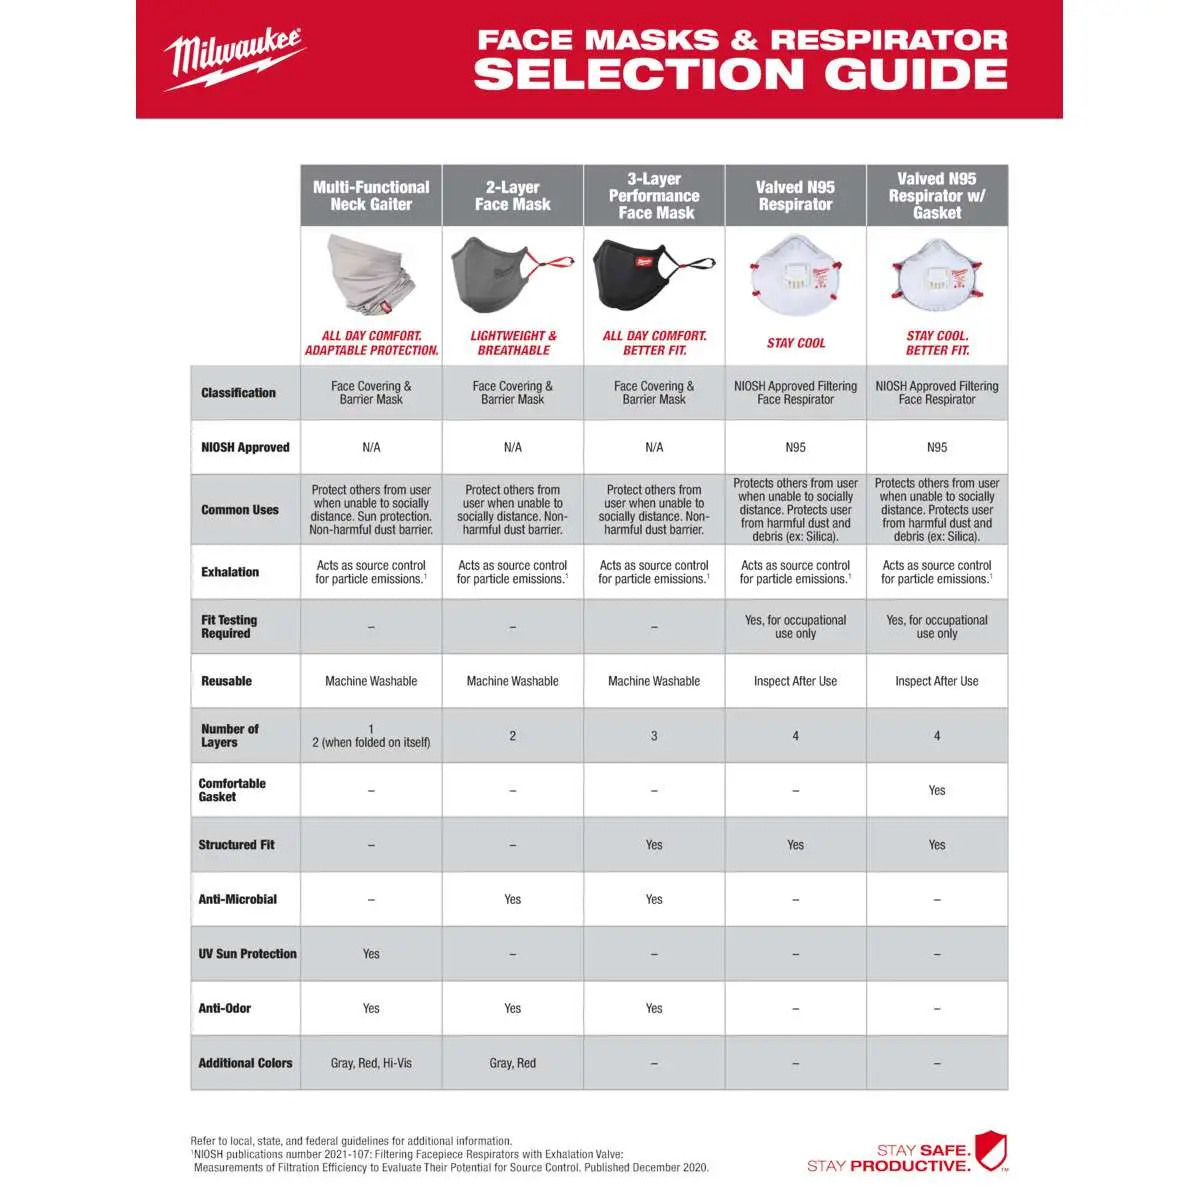 Milwaukee
FACE MASKS & RESPIRATOR
SELECTION GUIDE
Multi-Functional
Neck Gaiter
2-Layer
Face Mask
3-Layer
Performance
Face Mask
Valved N95
Respirator
Valved N95
Respirator w/
Gasket
ALL DAY COMFORT.
ADAPTABLE PROTECTION.
LIGHTWEIGHT &
BREATHABLE
ALL DAY COMFORT.
BETTER FIT.
STAY COOL
STAY COOL.
BETTER FIT.
Classification
Face Covering &
Barrier Mask
Face Covering &
Barrier Mask
Face Covering &
Barrier Mask
NIOSH Approved Filtering
Face Respirator
NIOSH Approved Filtering
Face Respirator
NIOSH Approved
N/A
N/A
N/A
N95
N95
Common Uses
Protect others from user
when unable to socially
distance. Sun protection.
Non-harmful dust barrier.
Protect others from
user when unable to
socially distance. Non-
harmful dust barrier.
Protect others from
user when unable to
socially distance. Non-
harmful dust barrier.
Protects others from user
when unable to socially
distance. Protects user
from harmful dust and
debris (ex: Silica).
Protects others from user
when unable to socially
distance. Protects user
from harmful dust and
debris (ex: Silica).
Exhalation
Acts as source control
for particle emissions.¹
Acts as source control
for particle emissions.¹
Acts as source control
for particle emissions.¹
Acts as source control
for particle emissions.¹
Acts as source control
for particle emissions.¹
Fit Testing
Required
–
–
–
Yes, for occupational
use only
Yes, for occupational
use only
Reusable
Machine Washable
Machine Washable
Machine Washable
Inspect After Use
Inspect After Use
Number of
Layers
1
2 (when folded on itself)
2
3
4
4
Comfortable
Gasket
–
–
–
–
Yes
Structured Fit
–
–
Yes
Yes
Yes
Anti-Microbial
–
Yes
Yes
–
–
UV Sun Protection
Yes
–
–
–
–
Anti-Odor
Yes
Yes
Yes
–
–
Additional Colors
Gray, Red, Hi-Vis
Gray, Red
–
–
–
Refer to local, state, and federal guidelines for additional information.
¹NIOSH publications number 2021-107: Filtering Facepiece Respirators with Exhalation Valve:
Measurements of Filtration Efficiency to Evaluate Their Potential for Source Control. Published December 2020.
STAY SAFE.
STAY PRODUCTIVE.
TM